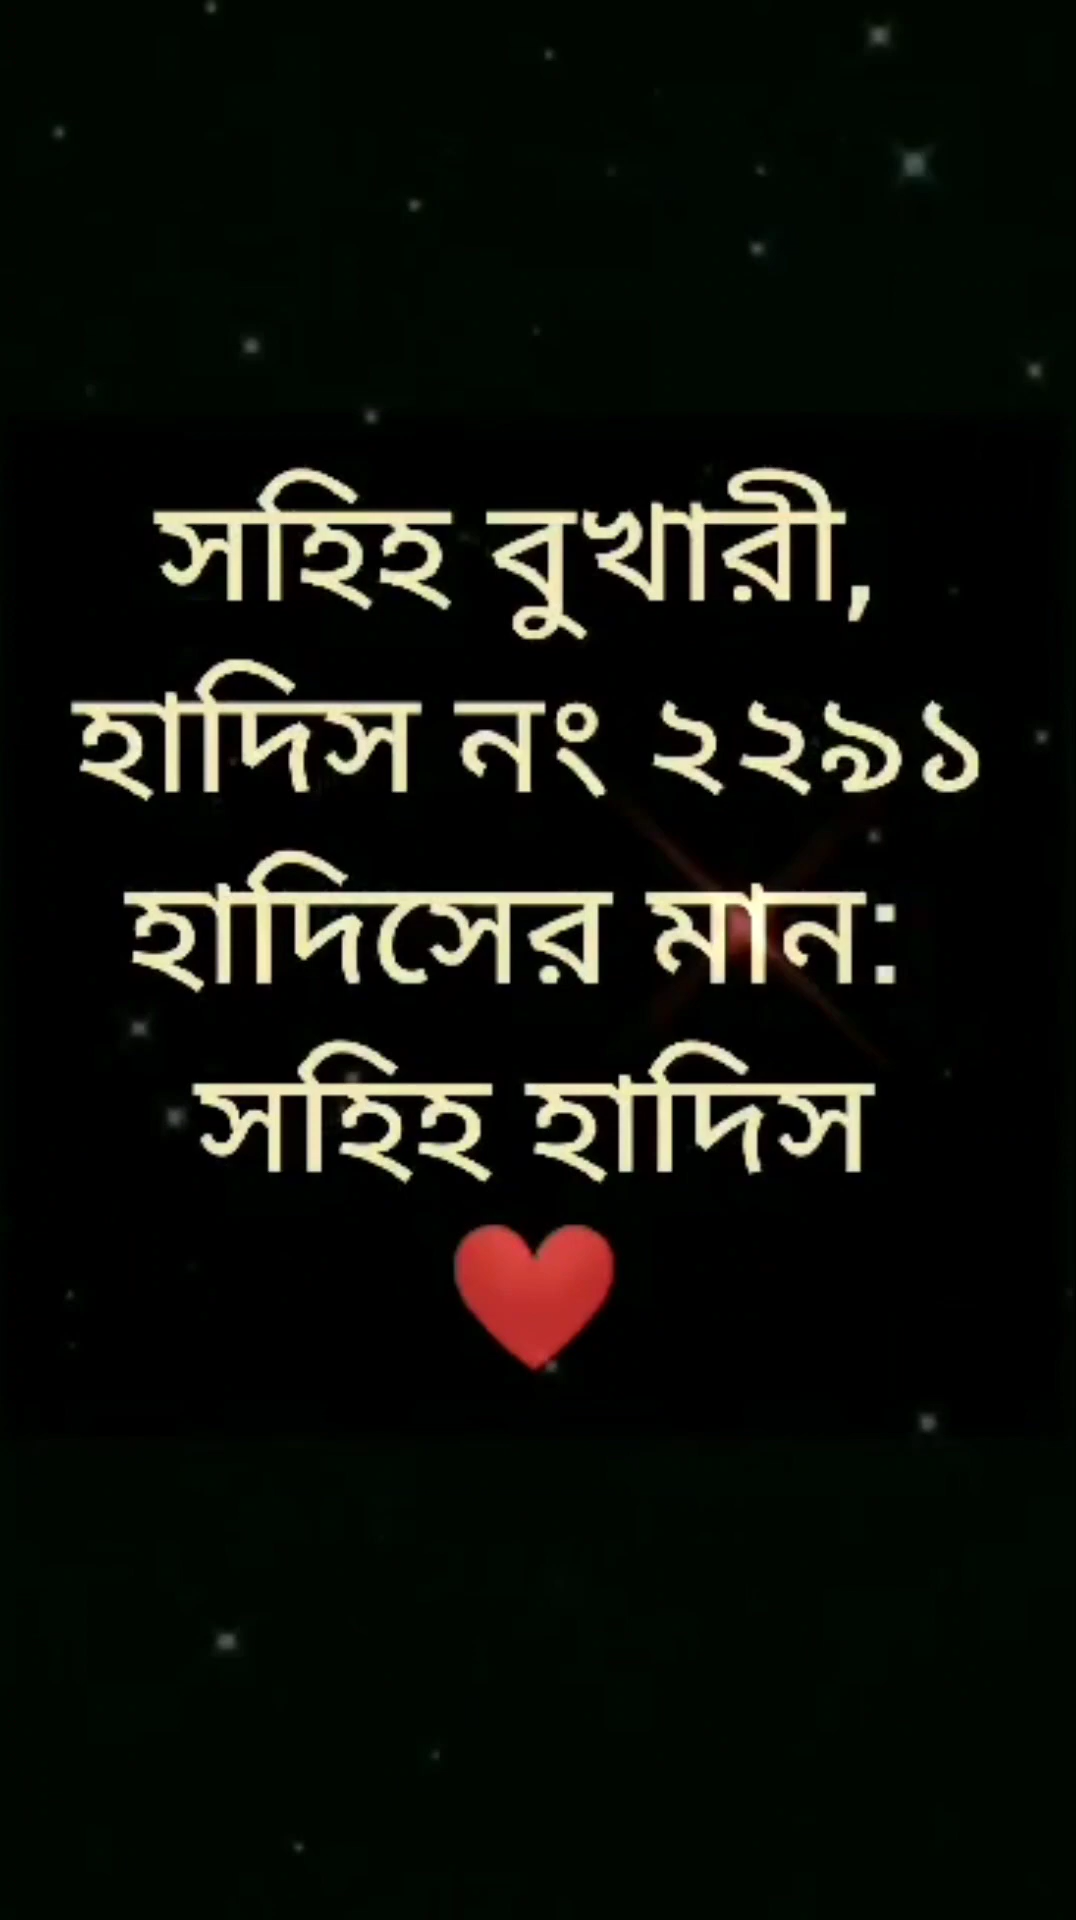 সহিহ বুখারী,
হাদিস নং ২২৯১
হাদিসের মান:
সহিহ হাদিস
❤️